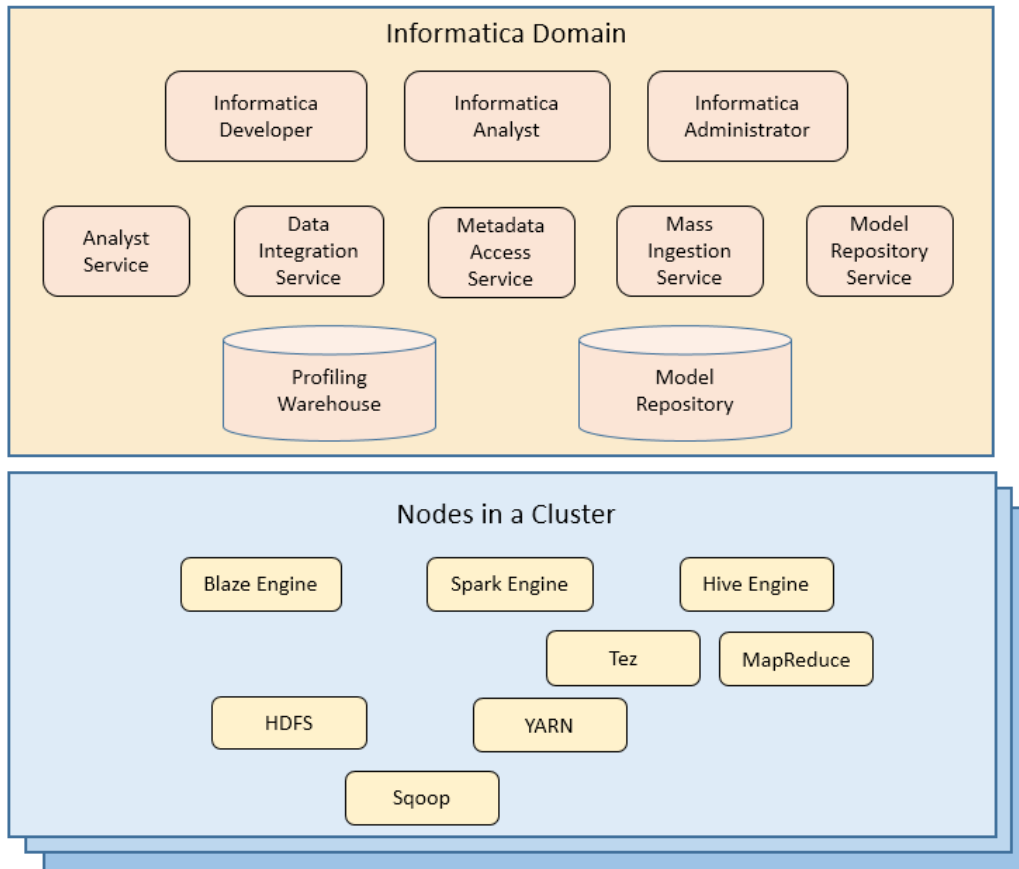 Informatica Domain
Informatica
Developer
Informatica
Analyst
Informatica
Administrator
Analyst
Service
Data
Integration
Service
Metadata
Access
Service
Mass
Ingestion
Service
Model
Repository
Service
Profiling
Warehouse
Model
Repository
Nodes in a Cluster
Blaze Engine
Spark Engine
Hive Engine
Tez
MapReduce
HDFS
YARN
Sqoop